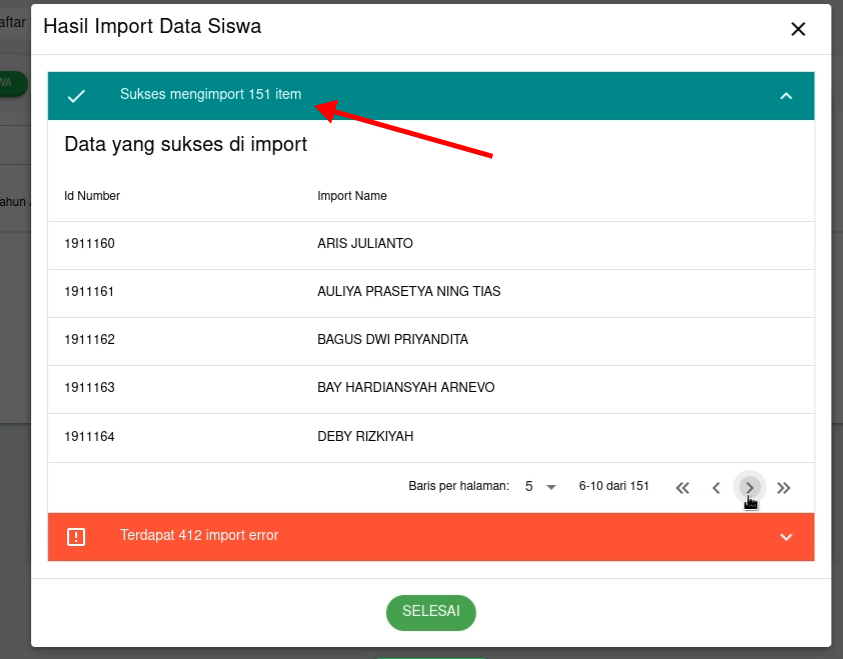 Hasil Import Data Siswa
aftar
WA
Sukses mengimport 151 item
Data yang sukses di import
ahun
Id Number Import Name
1911160 ARIS JULIANTO
1911161 AULIYA PRASETYA NING TIAS
1911162 BAGUS DWI PRIYANDITA
1911163 BAY HARDIANSYAH ARNEVO
1911164 DEBY RIZKIYAH
Baris per halaman: 5 6-10 dari 151
Terdapat 412 import error
SELESAI